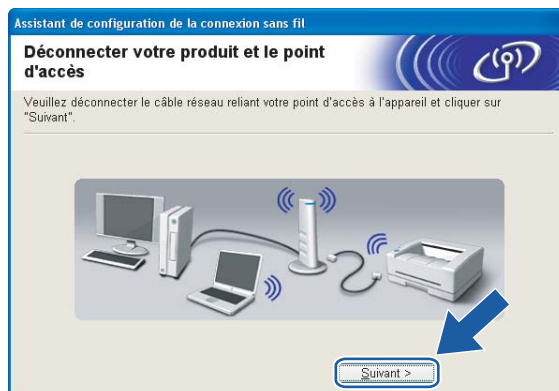 Assistant de configuration de la connexion sans fil
Déconnecter votre produit et le point
d'accès
Veuillez déconnecter le câble réseau reliant votre point d'accès à l'appareil et cliquer sur
"Suivant".
Suivant >